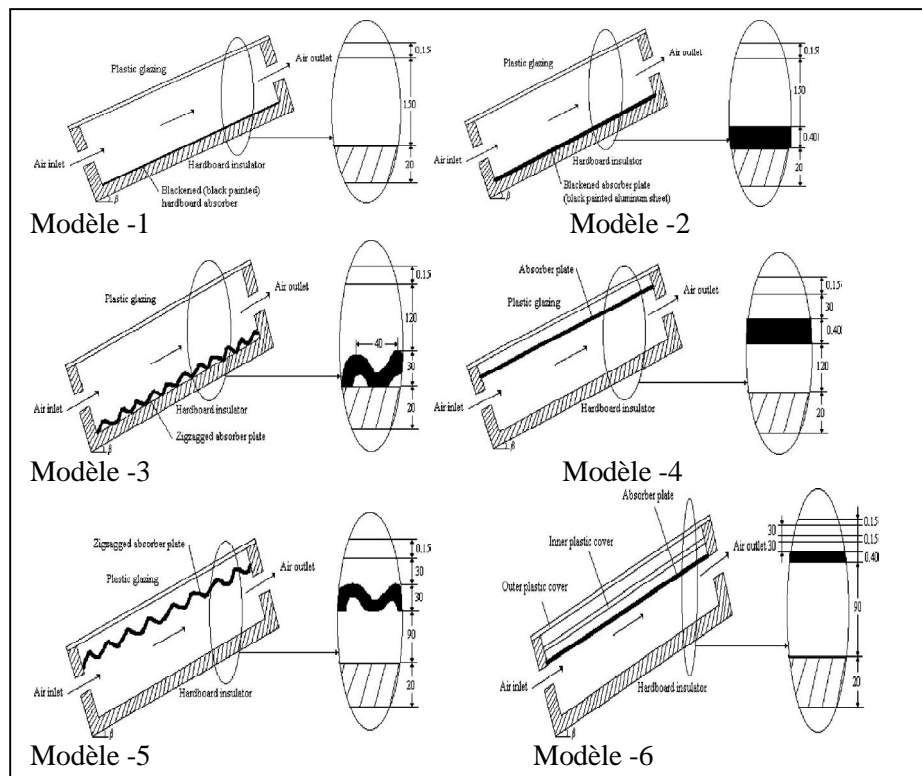 Plastic glazing
Air outlet
Air inlet
Hardboard insulator
Blackened (black painted)
hardboard absorber
β
0.15
150
20
Modèle -1
Plastic glazing
Air outlet
Air inlet
Hardboard insulator
Blackened absorber plate
(black painted aluminum sheet)
β
0.15
150
0.40
20
Modèle -2
Plastic glazing
Air outlet
Air inlet
Hardboard insulator
Zigzagged absorber plate
β
0.15
120
40
30
20
Modèle -3
Absorber plate
Plastic glazing
Air outlet
Air inlet
Hardboard insulator
β
0.15
30
0.40
120
20
Modèle -4
Zigzagged absorber plate
Plastic glazing
Air outlet
Air inlet
Hardboard insulator
β
0.15
30
30
90
20
Modèle -5
Absorber plate
Inner plastic cover
Outer plastic cover
Air outlet
Air inlet
Hardboard insulator
β
0.15
30
0.15
30
0.40
90
20
Modèle -6